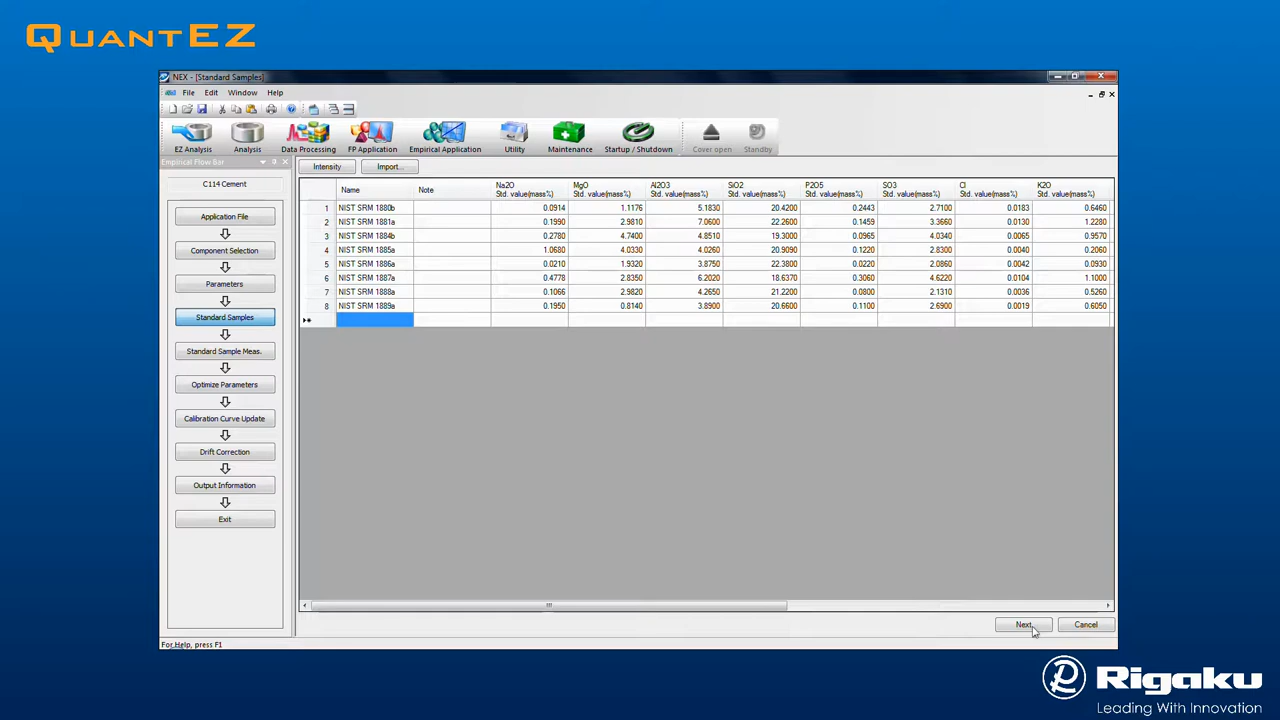 QUANTEZ
NEX - [Standard Samples]
File Edit Window Help
EZ Analysis Analysis Data Processing FP Application Empirical Application Utility Maintenance Startup / Shutdown Cover open Standby
Empirical Flow Bar
Intensity Import...
C114 Cement
Application File
Component Selection
Parameters
Standard Samples
Standard Sample Meas.
Optimize Parameters
Calibration Curve Update
Drift Correction
Output Information
Exit
Name Note Na2O MgO Al2O3 SiO2 P2O5 SO3 Cl K2O
Std. value(mass%) Std. value(mass%) Std. value(mass%) Std. value(mass%) Std. value(mass%) Std. value(mass%) Std. value(mass%) Std. value(mass%)
1 NIST SRM 1880b 0.0914 1.1176 5.1830 20.4200 0.2443 2.7100 0.0183 0.6460
2 NIST SRM 1881a 0.1990 2.9810 7.0600 22.2600 0.1459 3.3660 0.0130 1.2280
3 NIST SRM 1884b 0.2780 4.7400 4.8510 19.3000 0.0965 4.0340 0.0065 0.9570
4 NIST SRM 1885a 1.0680 4.0330 4.0260 20.9090 0.1220 2.8300 0.0040 0.2060
5 NIST SRM 1886a 0.0210 1.9320 3.8750 22.3800 0.0220 2.0860 0.0042 0.0930
6 NIST SRM 1887a 0.4778 2.8350 6.2020 18.6370 0.3060 4.6220 0.0104 1.1000
7 NIST SRM 1888a 0.1066 2.9820 4.2650 21.2200 0.0800 2.1310 0.0036 0.5260
8 NIST SRM 1889a 0.1950 0.8140 3.8900 20.6600 0.1100 2.6900 0.0019 0.6050
Next Cancel
For Help, press F1
Rigaku
Leading With Innovation